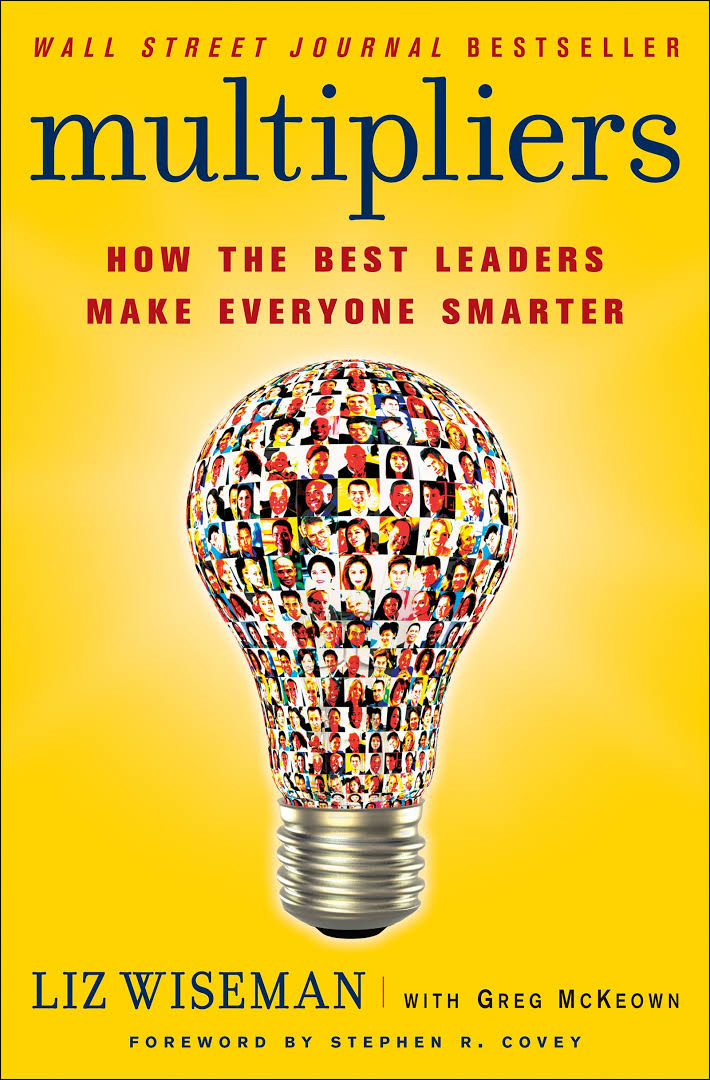 WALL STREET JOURNAL BESTSELLER
multipliers
HOW THE BEST LEADERS
MAKE EVERYONE SMARTER
LIZ WISEMAN | WITH GREG MCKEOWN
FOREWORD BY STEPHEN R. COVEY